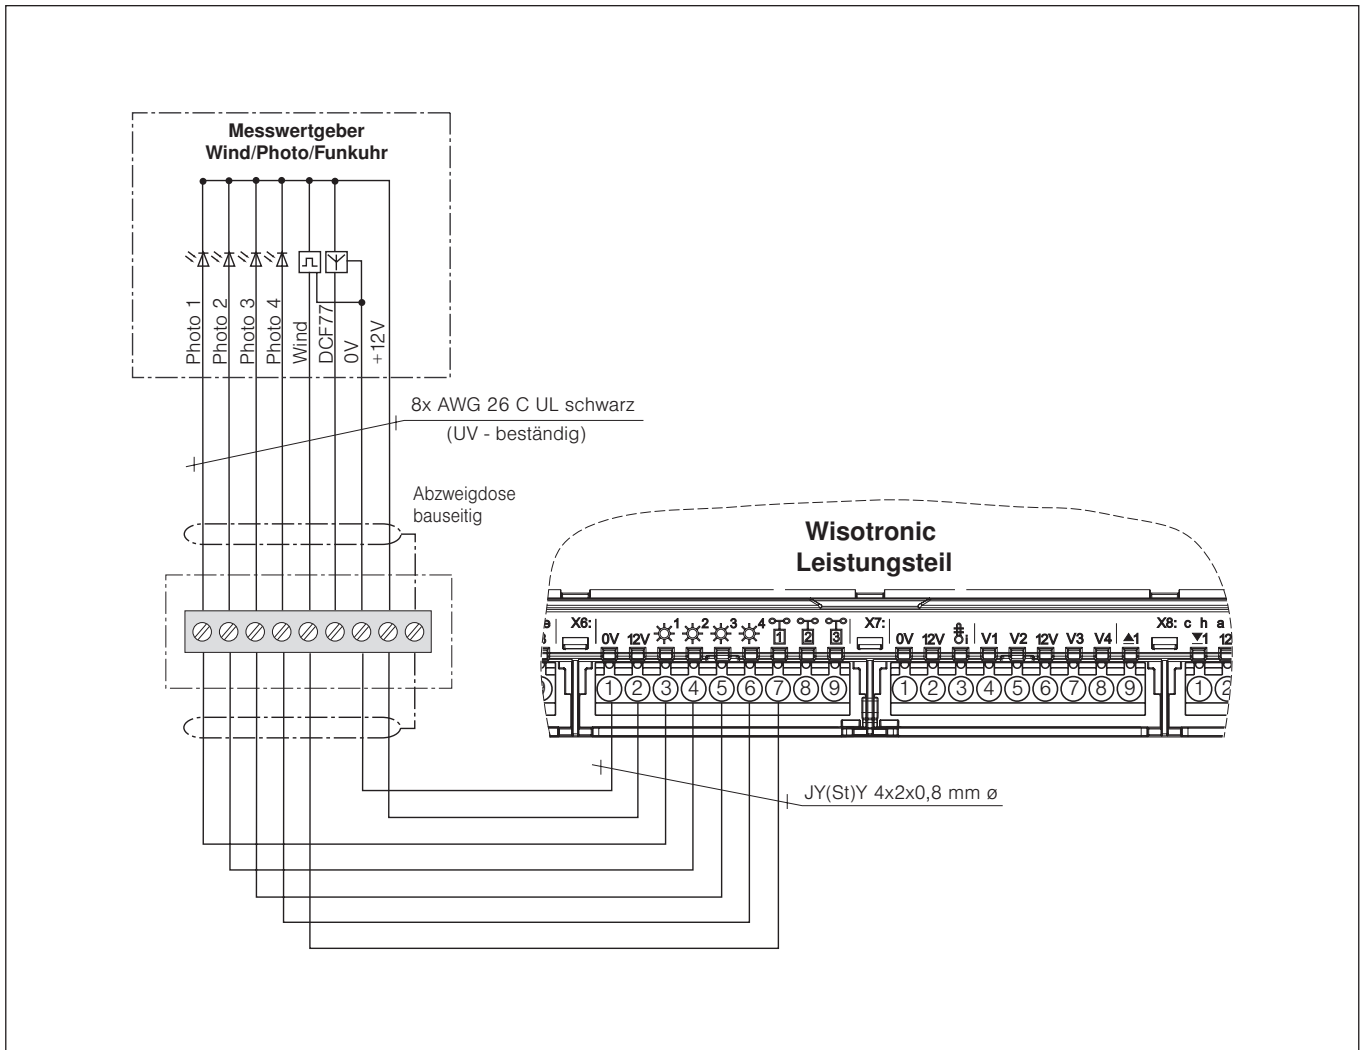 Messwertgeber
Wind/Photo/Funkuhr
Photo 1
Photo 2
Photo 3
Photo 4
Wind
DCF77
0V
+12V
8x AWG 26 C UL schwarz
(UV - beständig)
Abzweigdose
bauseitig
Wisotronic
Leistungsteil
X6: 0V 12V 1 2 3 4 1 2 3
X7: 0V 12V i V1 V2 12V V3 V4 ▲1
X8: c h a
▼1 12
1 2 3 4 5 6 7 8 9
1 2 3 4 5 6 7 8 9
1 2
JY(St)Y 4x2x0,8 mm ø